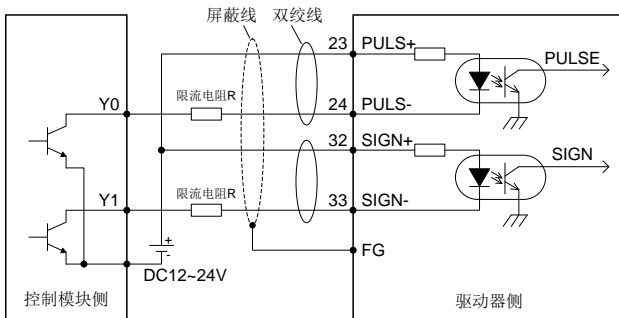 屏蔽线 双绞线
23 PULS+
PULSE
Y0 限流电阻R 24 PULS-
32 SIGN+
SIGN
Y1 限流电阻R 33 SIGN-
+
-
FG
DC12~24V
控制模块侧 驱动器侧